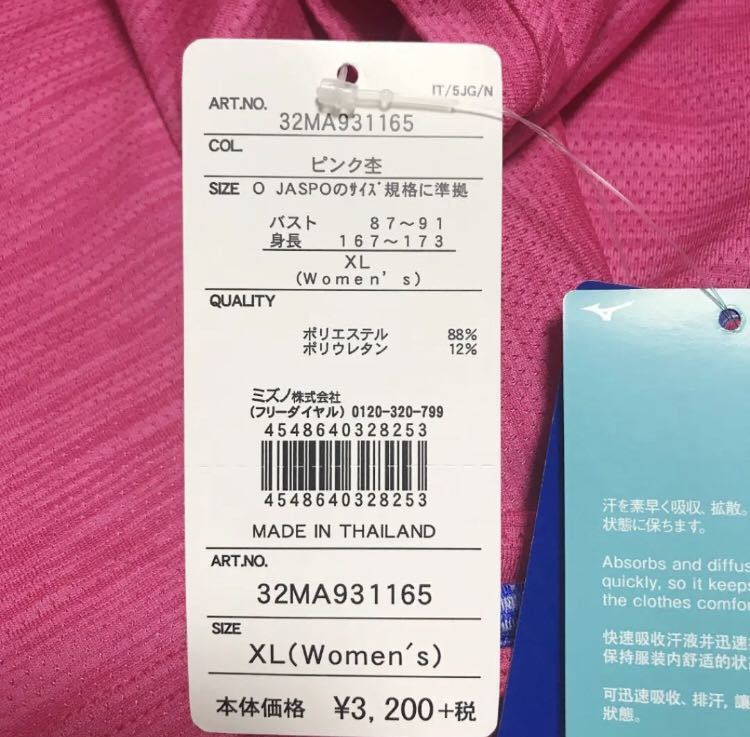 IT/5JG/N
ART.NO.
32MA931165
COL.
ピンク杢
SIZE O JASPOのｻｲｽﾞ規格に準拠
バスト 87～91
身長 167～173
XL
(Women's)
QUALITY
ポリエステル 88%
ポリウレタン 12%
ミズノ株式会社
(フリーダイヤル) 0120-320-799
4548640328253
4548640328253
MADE IN THAILAND
ART.NO.
32MA931165
SIZE
XL(Women's)
本体価格 ¥3,200+税
汗を素早く吸収、拡散。
状態に保ちます。
Absorbs and diffus
quickly, so it keeps
the clothes comfo
快速吸收汗液并迅速
保持服装内舒适的状
可迅速吸收、排汗，讓
狀態。